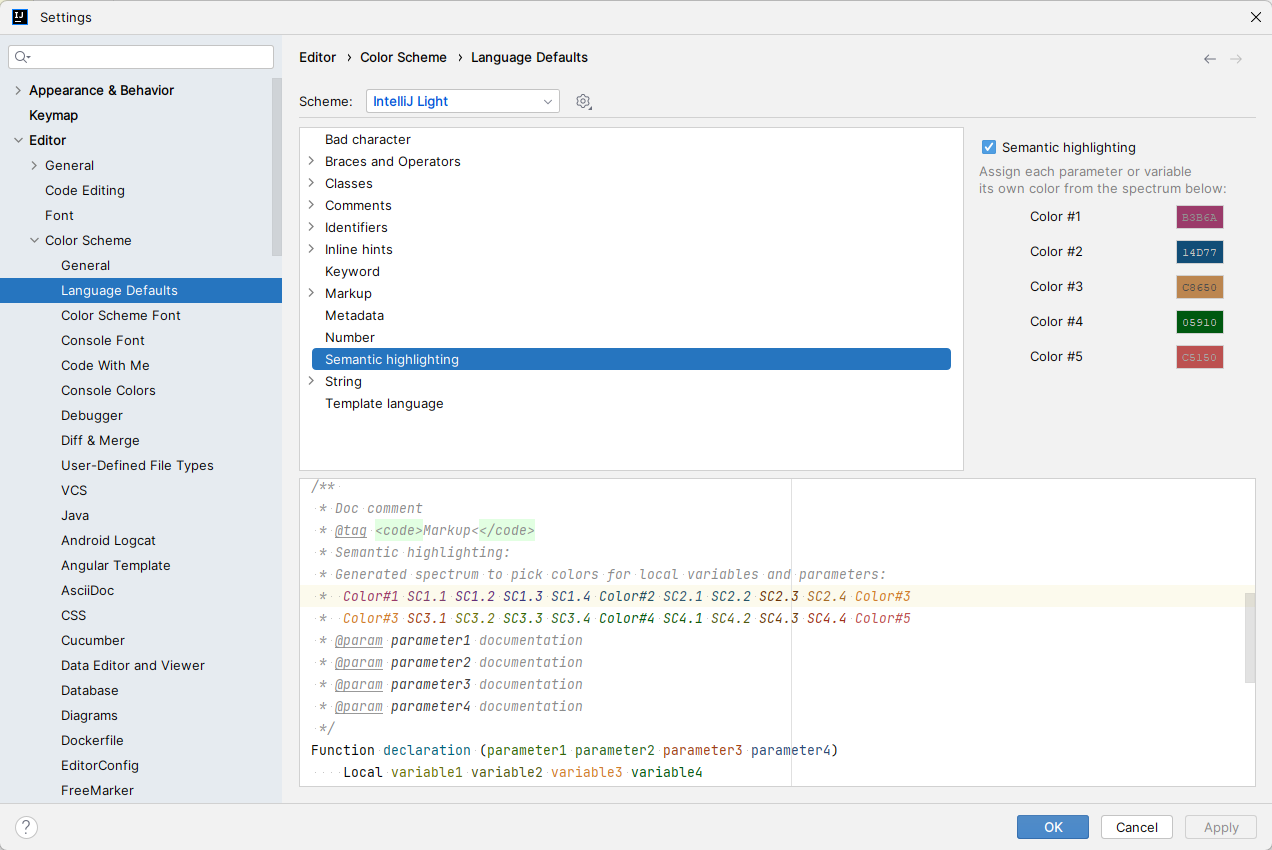 IJ Settings
Appearance & Behavior
Keymap
Editor
General
Code Editing
Font
Color Scheme
General
Language Defaults
Color Scheme Font
Console Font
Code With Me
Console Colors
Debugger
Diff & Merge
User-Defined File Types
VCS
Java
Android Logcat
Angular Template
AsciiDoc
CSS
Cucumber
Data Editor and Viewer
Database
Diagrams
Dockerfile
EditorConfig
FreeMarker
Editor › Color Scheme › Language Defaults
Scheme: IntelliJ Light
Bad character
Braces and Operators
Classes
Comments
Identifiers
Inline hints
Keyword
Markup
Metadata
Number
Semantic highlighting
String
Template language
Semantic highlighting
Assign each parameter or variable
its own color from the spectrum below:
Color #1 B3B6A
Color #2 14D77
Color #3 C8650
Color #4 05910
Color #5 C5150
/**
* Doc comment
* @tag <code>Markup<</code>
* Semantic highlighting:
* Generated spectrum to pick colors for local variables and parameters:
* Color#1 SC1.1 SC1.2 SC1.3 SC1.4 Color#2 SC2.1 SC2.2 SC2.3 SC2.4 Color#3
* Color#3 SC3.1 SC3.2 SC3.3 SC3.4 Color#4 SC4.1 SC4.2 SC4.3 SC4.4 Color#5
* @param parameter1 documentation
* @param parameter2 documentation
* @param parameter3 documentation
* @param parameter4 documentation
*/
Function declaration (parameter1 parameter2 parameter3 parameter4)
Local variable1 variable2 variable3 variable4
? OK Cancel Apply